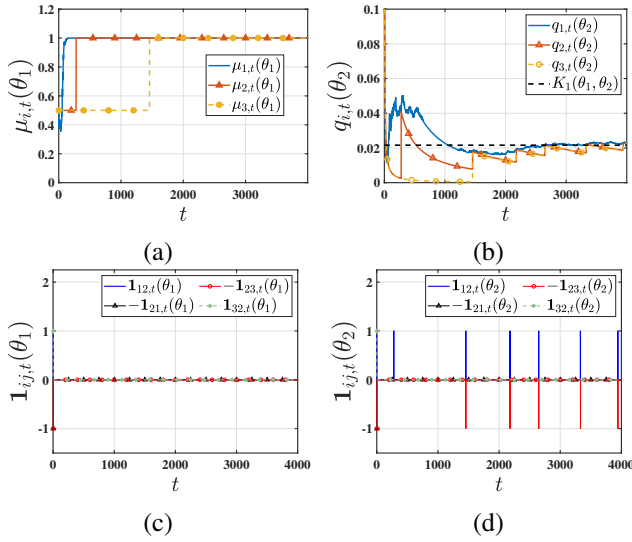 1.2
1
0.8
0.6
0.4
0.2
0
0 1000 2000 3000
μ_{i,t}(θ_1)
t
μ_{1,t}(θ_1)
μ_{2,t}(θ_1)
μ_{3,t}(θ_1)
(a)
0.1
0.08
0.06
0.04
0.02
0
0 1000 2000 3000
q_{i,t}(θ_2)
t
q_{1,t}(θ_2)
q_{2,t}(θ_2)
q_{3,t}(θ_2)
K_1(θ_1, θ_2)
(b)
2
1
0
-1
0 1000 2000 3000 4000
1_{ij,t}(θ_1)
t
1_{12,t}(θ_1) −1_{23,t}(θ_1)
−1_{21,t}(θ_1) 1_{32,t}(θ_1)
(c)
2
1
0
-1
0 1000 2000 3000 4000
1_{ij,t}(θ_2)
t
1_{12,t}(θ_2) −1_{23,t}(θ_2)
−1_{21,t}(θ_2) 1_{32,t}(θ_2)
(d)